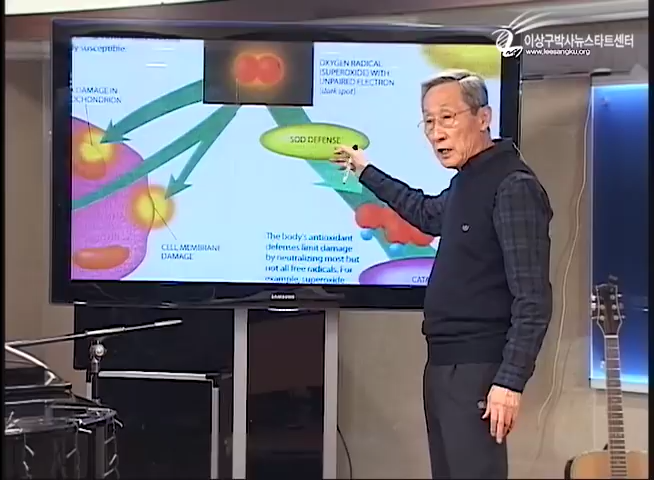 이상구박사뉴스타트센터
www.leesangku.org
y susceptible.
OXYGEN RADICAL
(SUPEROXIDE) WITH
UNPAIRED ELECTRON
(dark spot)
DAMAGE IN
OCHONDRION
SOD DEFENSE
CELL MEMBRANE
DAMAGE
The body's antioxidant
defenses limit damage
by neutralizing most but
not all free radicals. For
example, superoxide
CATA
SAMSUNG